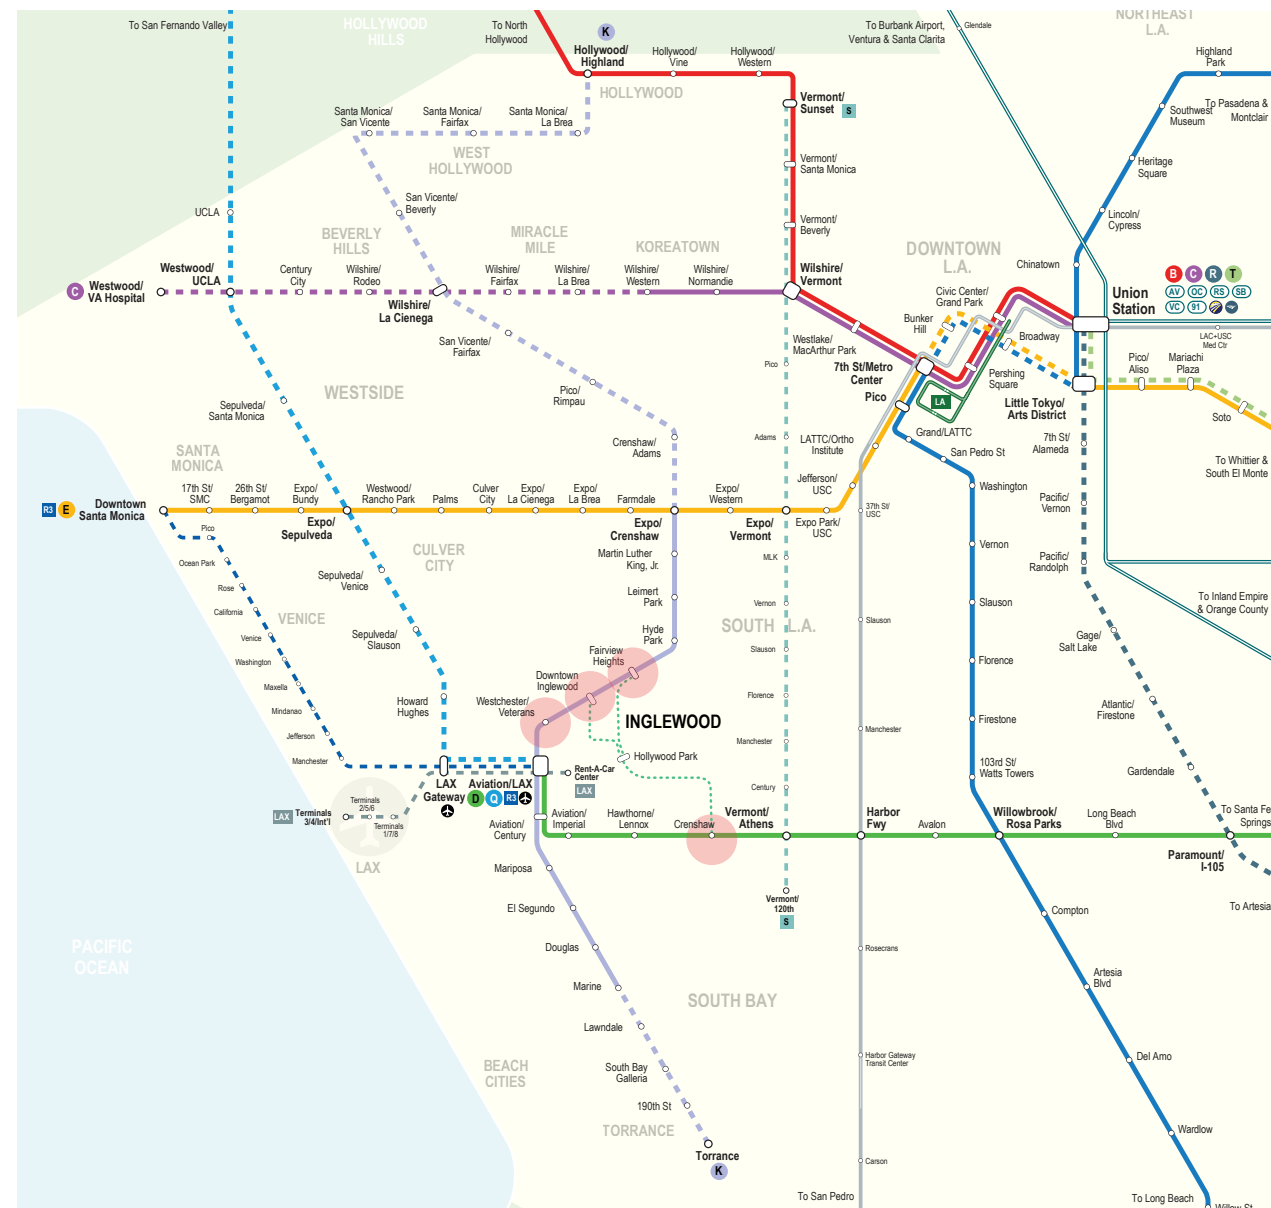 To San Fernando Valley
HOLLYWOOD
HILLS
To North
Hollywood
K
Hollywood/
Highland
Hollywood/
Vine
Hollywood/
Western
HOLLYWOOD
To Burbank Airport,
Ventura & Santa Clarita
Glendale
NORTHEAST
L.A.
Highland
Park
To Pasadena &
Montclair
Southwest
Museum
Heritage
Square
Lincoln/
Cypress
Chinatown
Vermont/
Sunset
S
Vermont/
Santa Monica
Vermont/
Beverly
Santa Monica/
San Vicente
Santa Monica/
Fairfax
Santa Monica/
La Brea
WEST
HOLLYWOOD
San Vicente/
Beverly
UCLA
BEVERLY
HILLS
MIRACLE
MILE
KOREATOWN
DOWNTOWN
L.A.
C
Westwood/
VA Hospital
Westwood/
UCLA
Century
City
Wilshire/
Rodeo
Wilshire/
La Cienega
Wilshire/
Fairfax
Wilshire/
La Brea
Wilshire/
Western
Wilshire/
Normandie
Wilshire/
Vermont
Civic Center/
Grand Park
Bunker
Hill
Broadway
B
C
R
T
AV
OC
RS
SB
VC
91
Union
Station
LAC+USC
Med Ctr
San Vicente/
Fairfax
Pico/
Rimpau
Crenshaw/
Adams
Westlake/
MacArthur Park
Pico
Adams
7th St/Metro
Center
Pico
LA
Pershing
Square
Little Tokyo/
Arts District
Pico/
Aliso
Mariachi
Plaza
Soto
To Whittier &
South El Monte
WESTSIDE
Sepulveda/
Santa Monica
SANTA
MONICA
LATTC/Ortho
Institute
Grand/LATTC
San Pedro St
Washington
7th St/
Alameda
Jefferson/
USC
R3
E
Downtown
Santa Monica
17th St/
SMC
26th St/
Bergamot
Expo/
Bundy
Expo/
Sepulveda
Westwood/
Rancho Park
Palms
Culver
City
Expo/
La Cienega
Expo/
La Brea
Farmdale
Expo/
Crenshaw
Expo/
Western
Expo/
Vermont
Expo Park/
USC
37th St/
USC
Pacific/
Vernon
Pacific/
Randolph
Vernon
Slauson
Florence
Firestone
103rd St/
Watts Towers
To Inland Empire
& Orange County
Gage/
Salt Lake
Atlantic/
Firestone
Gardendale
Pico
Ocean Park
Rose
California
Venice
Washington
Maxella
Mindanao
Jefferson
Manchester
VENICE
CULVER
CITY
Sepulveda/
Venice
Sepulveda/
Slauson
Howard
Hughes
Martin Luther
King, Jr.
Leimert
Park
Hyde
Park
Fairview
Heights
Downtown
Inglewood
Westchester/
Veterans
INGLEWOOD
Hollywood Park
SOUTH L.A.
MLK
Vernon
Slauson
Florence
Manchester
Century
Slauson
Manchester
LAX
Gateway
Aviation/LAX
D
Q
R3
Rent-A-Car
Center
LAX
LAX
Terminals
3/4/Int'l
Terminals
2/5/6
Terminals
1/7/8
LAX
Aviation/
Century
Aviation/
Imperial
Hawthorne/
Lennox
Crenshaw
Vermont/
Athens
Harbor
Fwy
Avalon
Willowbrook/
Rosa Parks
Long Beach
Blvd
To Santa Fe
Springs
Paramount/
I-105
To Artesia
Vermont/
120th
S
Mariposa
El Segundo
Douglas
Marine
Lawndale
South Bay
Galleria
190th St
Torrance
K
PACIFIC
OCEAN
SOUTH BAY
BEACH
CITIES
TORRANCE
Rosecrans
Harbor Gateway
Transit Center
Carson
To San Pedro
Compton
Artesia
Blvd
Del Amo
Wardlow
To Long Beach
Willow St